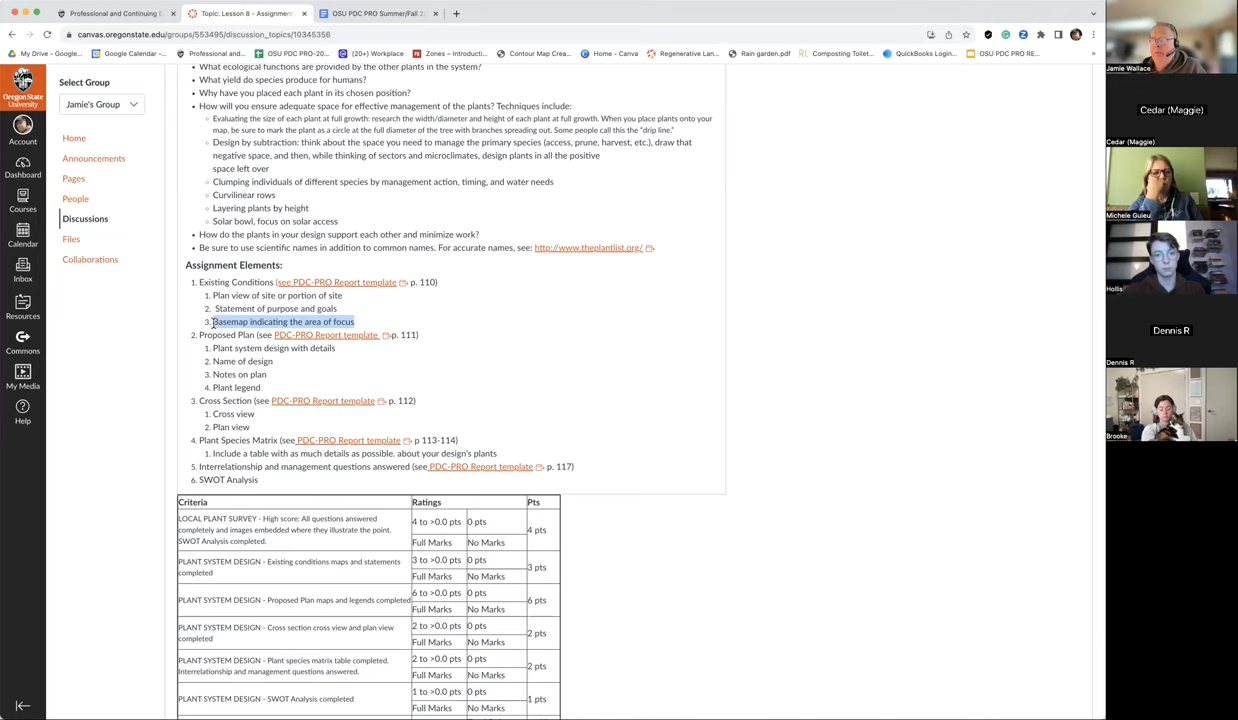 Professional and Continuing E
Topic: Lesson 8 - Assignment
OSU PDC PRO Summer/Fall 2
canvas.oregonstate.edu/groups/553495/discussion_topics/10345356
My Drive - Google...
Google Calendar -...
Professional and...
OSU PDC PRO-20...
(20+) Workplace
Zones – Introducti...
Contour Map Crea...
Home - Canva
Regenerative Lan...
Rain garden.pdf
Composting Toilet...
QuickBooks Login...
OSU PDC PRO RE...
Oregon State
University
Account
Dashboard
Courses
Calendar
Inbox
Resources
Commons
My Media
Help
Select Group
Jamie's Group
Home
Announcements
Pages
People
Discussions
Files
Collaborations
• What ecological functions are provided by the other plants in the system?
• What yield do species produce for humans?
• Why have you placed each plant in its chosen position?
• How will you ensure adequate space for effective management of the plants? Techniques include:
Evaluating the size of each plant at full growth: research the width/diameter and height of each plant at full growth. When you place plants onto your
map, be sure to mark the plant as a circle at the full diameter of the tree with branches spreading out. Some people call this the “drip line.”
Design by subtraction: think about the space you need to manage the primary species (access, prune, harvest, etc.), draw that
negative space, and then, while thinking of sectors and microclimates, design plants in all the positive
space left over
Clumping individuals of different species by management action, timing, and water needs
Curvilinear rows
Layering plants by height
Solar bowl, focus on solar access
• How do the plants in your design support each other and minimize work?
• Be sure to use scientific names in addition to common names. For accurate names, see: http://www.theplantlist.org/
Assignment Elements:
1. Existing Conditions (see PDC-PRO Report template p. 110)
1. Plan view of site or portion of site
2. Statement of purpose and goals
3. Basemap indicating the area of focus
2. Proposed Plan (see PDC-PRO Report template p. 111)
1. Plant system design with details
2. Name of design
3. Notes on plan
4. Plant legend
3. Cross Section (see PDC-PRO Report template p. 112)
1. Cross view
2. Plan view
4. Plant Species Matrix (see PDC-PRO Report template p 113-114)
1. Include a table with as much details as possible. about your design's plants
5. Interrelationship and management questions answered (see PDC-PRO Report template p. 117)
6. SWOT Analysis
Criteria Ratings Pts
LOCAL PLANT SURVEY - High score: All questions answered
completely and images embedded where they illustrate the point.
SWOT Analysis completed.
4 to >0.0 pts 0 pts
Full Marks No Marks
4 pts
PLANT SYSTEM DESIGN - Existing conditions maps and statements
completed
3 to >0.0 pts 0 pts
Full Marks No Marks
3 pts
PLANT SYSTEM DESIGN - Proposed Plan maps and legends completed
6 to >0.0 pts 0 pts
Full Marks No Marks
6 pts
PLANT SYSTEM DESIGN - Cross section cross view and plan view
completed
2 to >0.0 pts 0 pts
Full Marks No Marks
2 pts
PLANT SYSTEM DESIGN - Plant species matrix table completed.
Interrelationship and management questions answered.
2 to >0.0 pts 0 pts
Full Marks No Marks
2 pts
PLANT SYSTEM DESIGN - SWOT Analysis completed
1 to >0.0 pts 0 pts
Full Marks No Marks
1 pts
Jamie Wallace
Cedar (Maggie)
Cedar (Maggie)
Michele Guieu
Hollis
Dennis R
Dennis R
Brooke